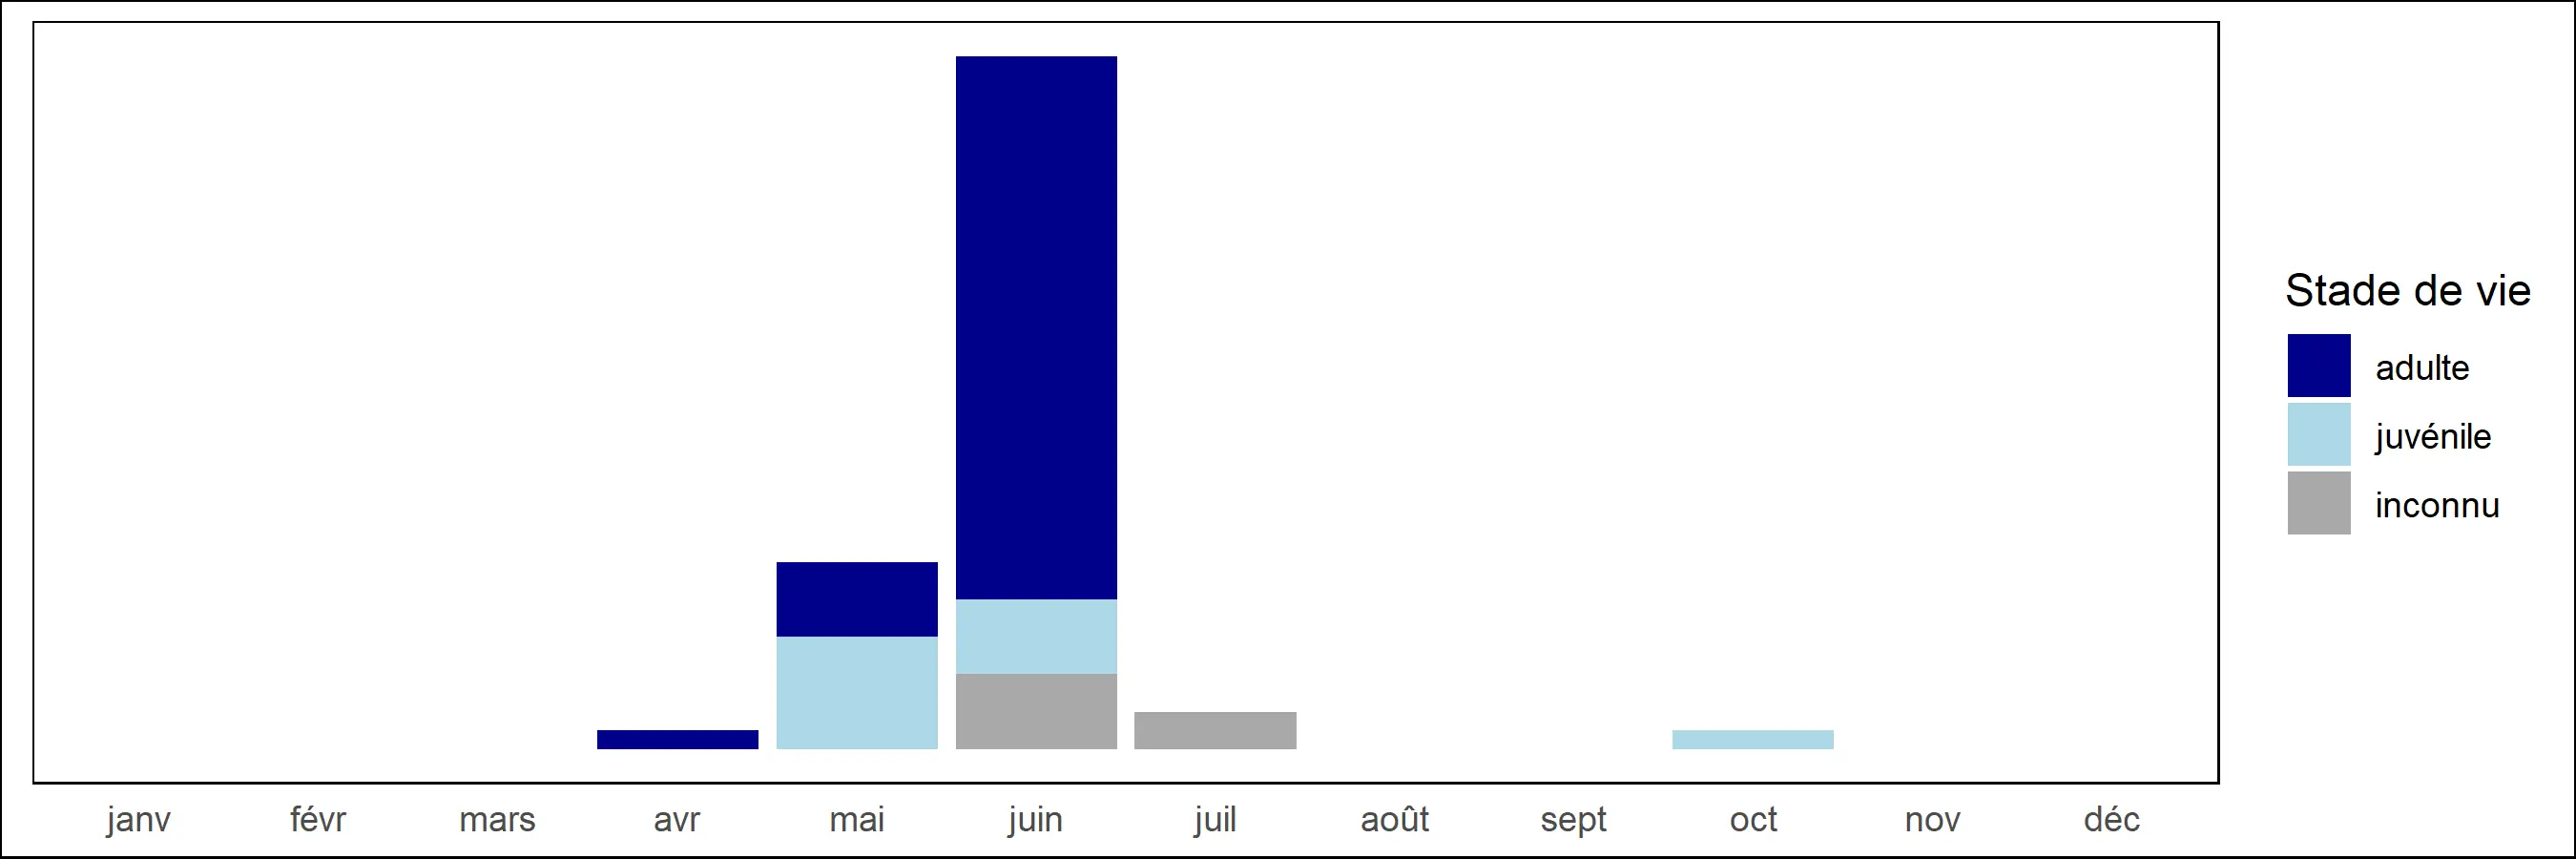 Stade de vie
adulte
juvénile
inconnu
janv févr mars avr mai juin juil août sept oct nov déc